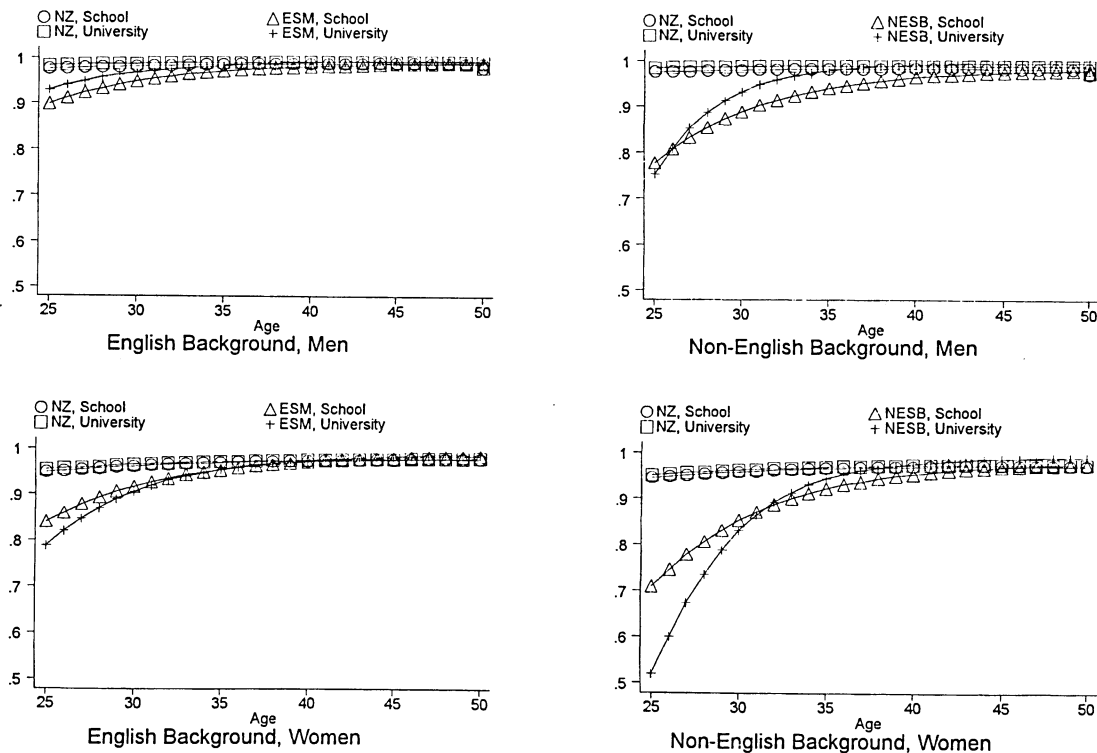 NZ, School ESM, School
NZ, University ESM, University
1
.9
.8
.7
.6
.5
25 30 35 40 45 50
Age
English Background, Men
NZ, School NESB, School
NZ, University NESB, University
1
.9
.8
.7
.6
.5
25 30 35 40 45 50
Age
Non-English Background, Men
NZ, School ESM, School
NZ, University ESM, University
1
.9
.8
.7
.6
.5
25 30 35 40 45 50
Age
English Background, Women
NZ, School NESB, School
NZ, University NESB, University
1
.9
.8
.7
.6
.5
25 30 35 40 45 50
Age
Non-English Background, Women